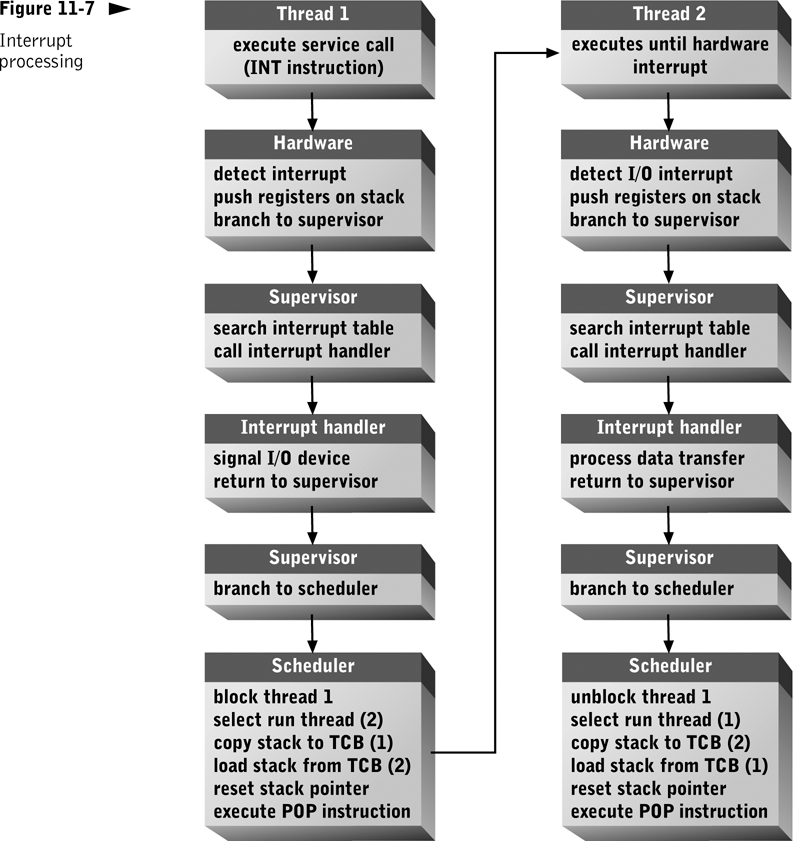 Figure 11-7 ►
Interrupt
processing
Thread 1
execute service call
(INT instruction)
Hardware
detect interrupt
push registers on stack
branch to supervisor
Supervisor
search interrupt table
call interrupt handler
Interrupt handler
signal I/O device
return to supervisor
Supervisor
branch to scheduler
Scheduler
block thread 1
select run thread (2)
copy stack to TCB (1)
load stack from TCB (2)
reset stack pointer
execute POP instruction
Thread 2
executes until hardware
interrupt
Hardware
detect I/O interrupt
push registers on stack
branch to supervisor
Supervisor
search interrupt table
call interrupt handler
Interrupt handler
process data transfer
return to supervisor
Supervisor
branch to scheduler
Scheduler
unblock thread 1
select run thread (1)
copy stack to TCB (2)
load stack from TCB (1)
reset stack pointer
execute POP instruction